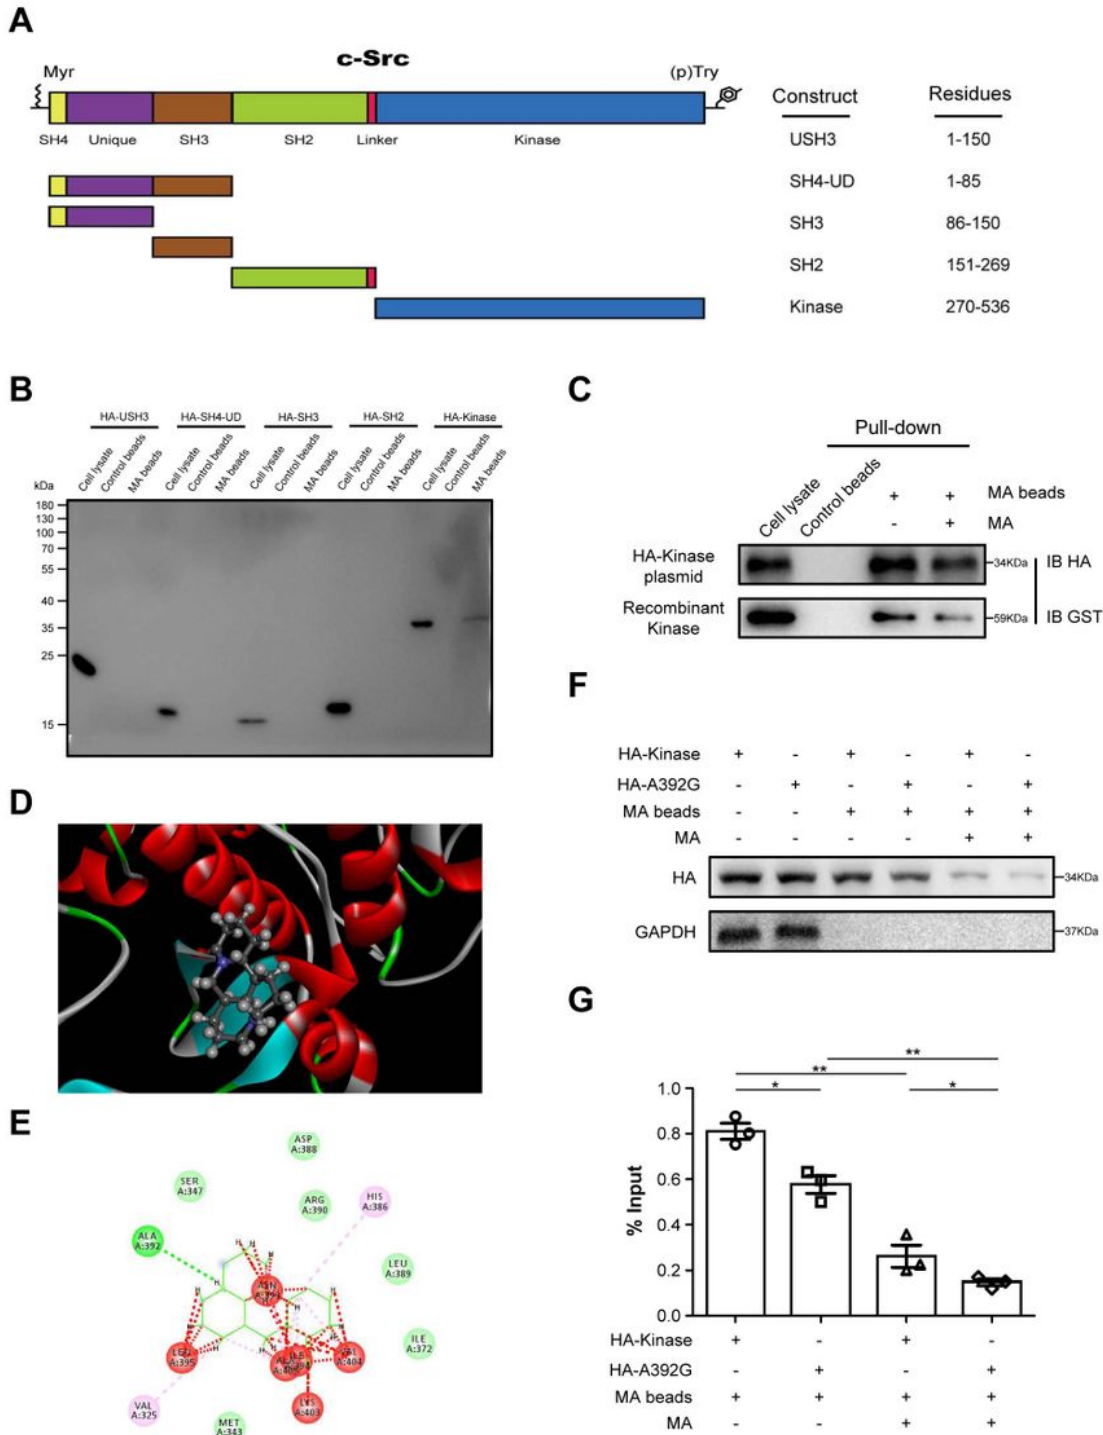 A
c-Src
Myr
(p)Try
SH4 Unique SH3 SH2 Linker Kinase
Construct Residues
USH3 1-150
SH4-UD 1-85
SH3 86-150
SH2 151-269
Kinase 270-536
B
HA-USH3 HA-SH4-UD HA-SH3 HA-SH2 HA-Kinase
Cell lysate Control beads MA beads Cell lysate Control beads MA beads Cell lysate Control beads MA beads Cell lysate Control beads MA beads Cell lysate Control beads MA beads
kDa
180
130
100
70
55
40
35
25
15
C
Pull-down
Cell lysate Control beads + + MA beads
- + MA
HA-Kinase plasmid 34KDa IB HA
Recombinant Kinase 59KDa IB GST
D
E
ASP A:388
SER A:347
ARG A:390
HIS A:386
ALA A:392
LEU A:389
ILE A:372
LEU A:395
VAL A:404
LYS A:403
VAL A:325
MET A:343
H H H H H H H H H H
F
HA-Kinase + - + - + -
HA-A392G - + - + - +
MA beads - - + + + +
MA - - - - + +
HA 34KDa
GAPDH 37KDa
G
**
**
* *
% Input
1.0
0.8
0.6
0.4
0.2
0.0
HA-Kinase + - + -
HA-A392G - + - +
MA beads + + + +
MA - - + +